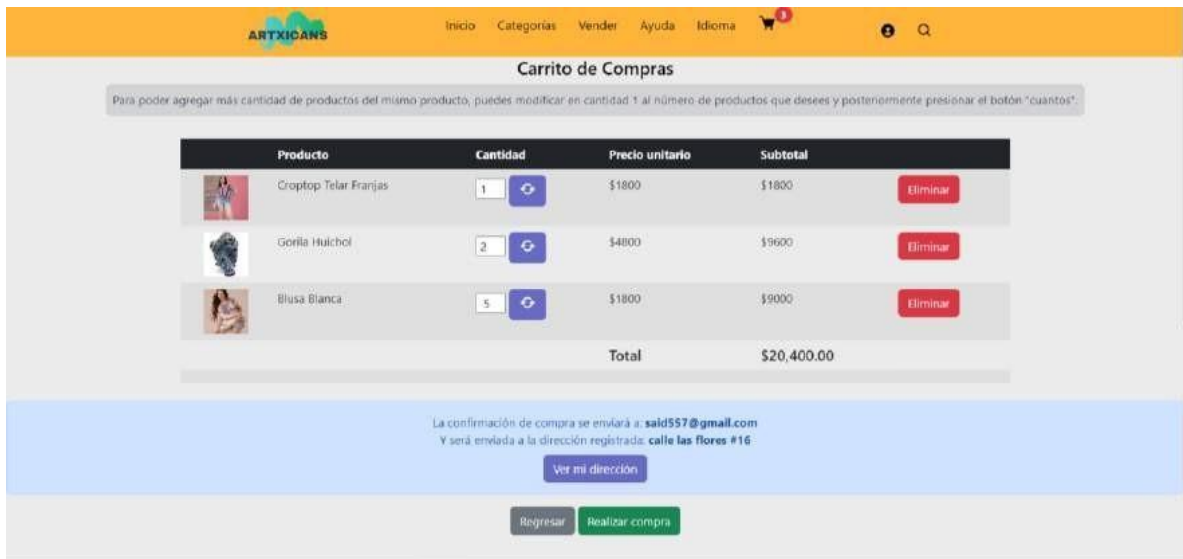 ARTXICANS Inicio Categorías Vender Ayuda Idioma 3
Carrito de Compras
Para poder agregar más cantidad de productos del mismo producto, puedes modificar en cantidad 1 al número de productos que desees y posteriormente presionar el botón "cuantos".
Producto Cantidad Precio unitario Subtotal
Croptop Telar Franjas 1 $1800 $1800 Eliminar
Gorila Huichol 2 $4800 $9600 Eliminar
Blusa Blanca 5 $1800 $9000 Eliminar
Total $20,400.00
La confirmación de compra se enviará a: said557@gmail.com
Y será enviada a la dirección registrada: calle las flores #16
Ver mi dirección
Regresar Realizar compra